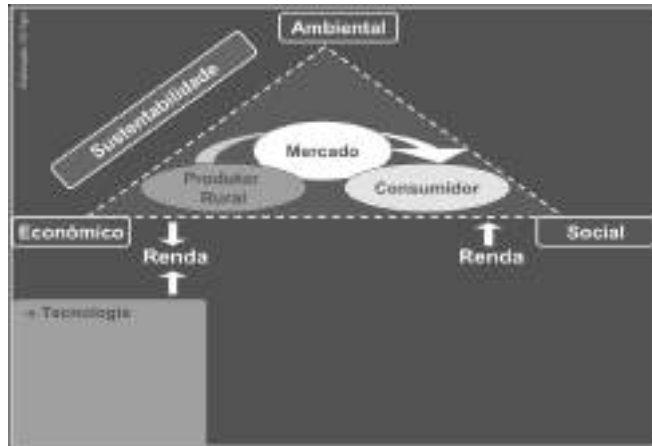 Ambiental
Sustentabilidade
Mercado
Produtor
Rural
Consumidor
Econômico
Social
Renda
Renda
→ Tecnologia